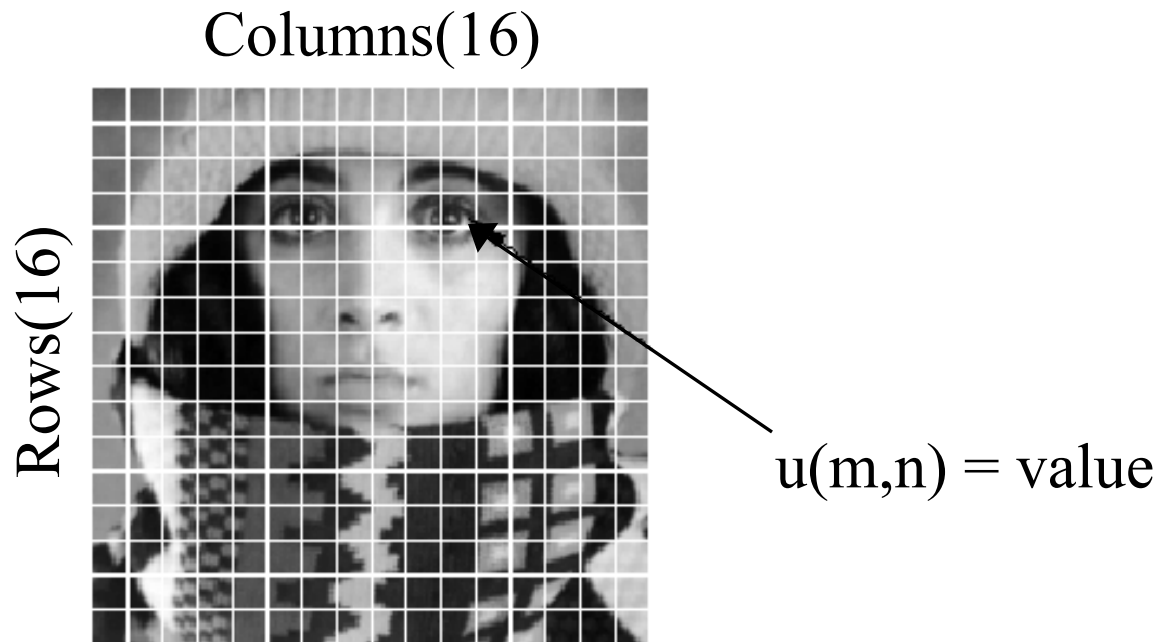 Columns(16)
Rows(16)
u(m,n) = value